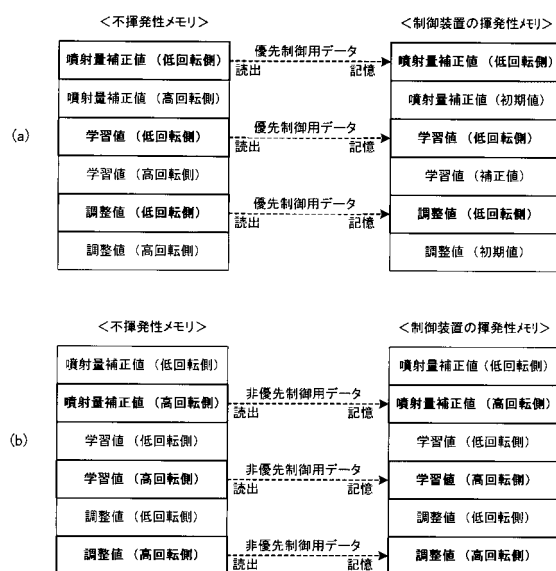 <不揮発性メモリ>
<制御装置の揮発性メモリ>
(a)
噴射量補正値 (低回転側)
優先制御用データ
読出 記憶
噴射量補正値 (低回転側)
噴射量補正値 (高回転側)
噴射量補正値 (初期値)
学習値 (低回転側)
優先制御用データ
読出 記憶
学習値 (低回転側)
学習値 (高回転側)
学習値 (補正値)
調整値 (低回転側)
優先制御用データ
読出 記憶
調整値 (低回転側)
調整値 (高回転側)
調整値 (初期値)
<不揮発性メモリ>
<制御装置の揮発性メモリ>
(b)
噴射量補正値 (低回転側)
噴射量補正値 (低回転側)
噴射量補正値 (高回転側)
非優先制御用データ
読出 記憶
噴射量補正値 (高回転側)
学習値 (低回転側)
学習値 (低回転側)
学習値 (高回転側)
非優先制御用データ
読出 記憶
学習値 (高回転側)
調整値 (低回転側)
調整値 (低回転側)
調整値 (高回転側)
非優先制御用データ
読出 記憶
調整値 (高回転側)